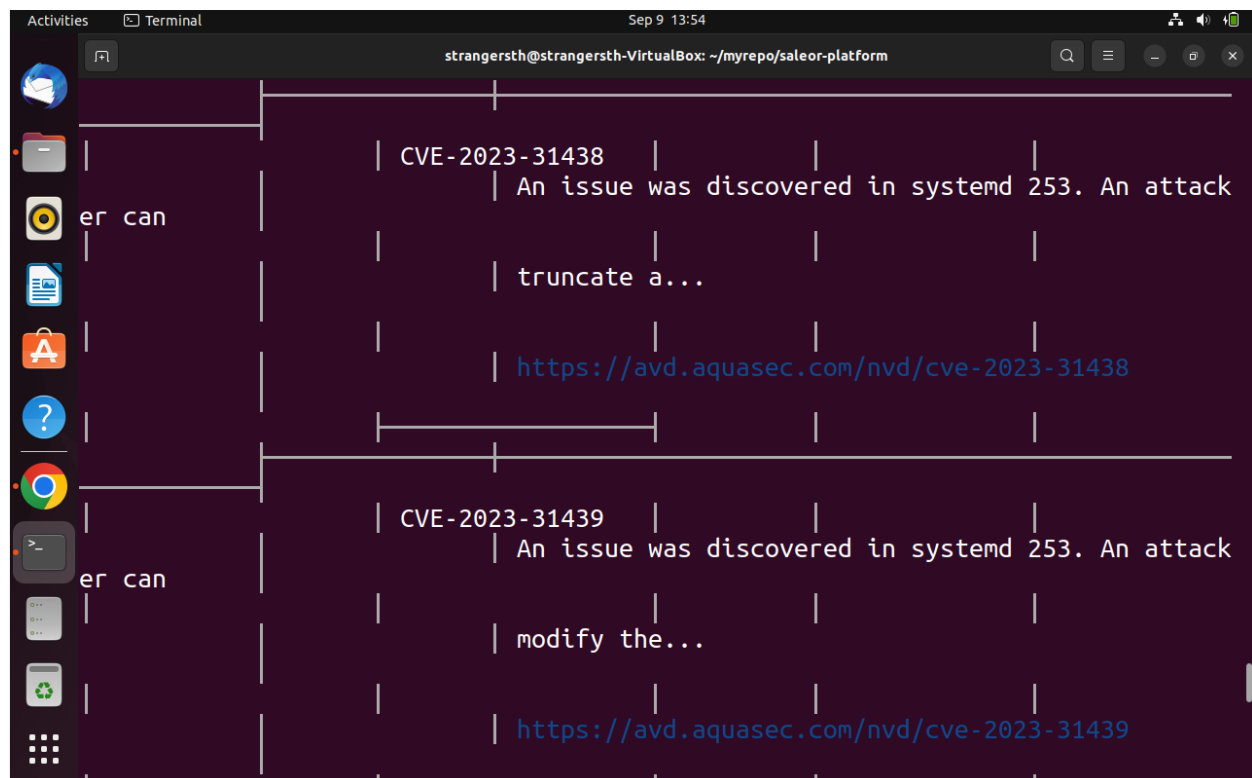 Activities Terminal Sep 9 13:54
strangersth@strangersth-VirtualBox: ~/myrepo/saleor-platform
CVE-2023-31438
An issue was discovered in systemd 253. An attack
er can
truncate a...
https://avd.aquasec.com/nvd/cve-2023-31438
CVE-2023-31439
An issue was discovered in systemd 253. An attack
er can
modify the...
https://avd.aquasec.com/nvd/cve-2023-31439